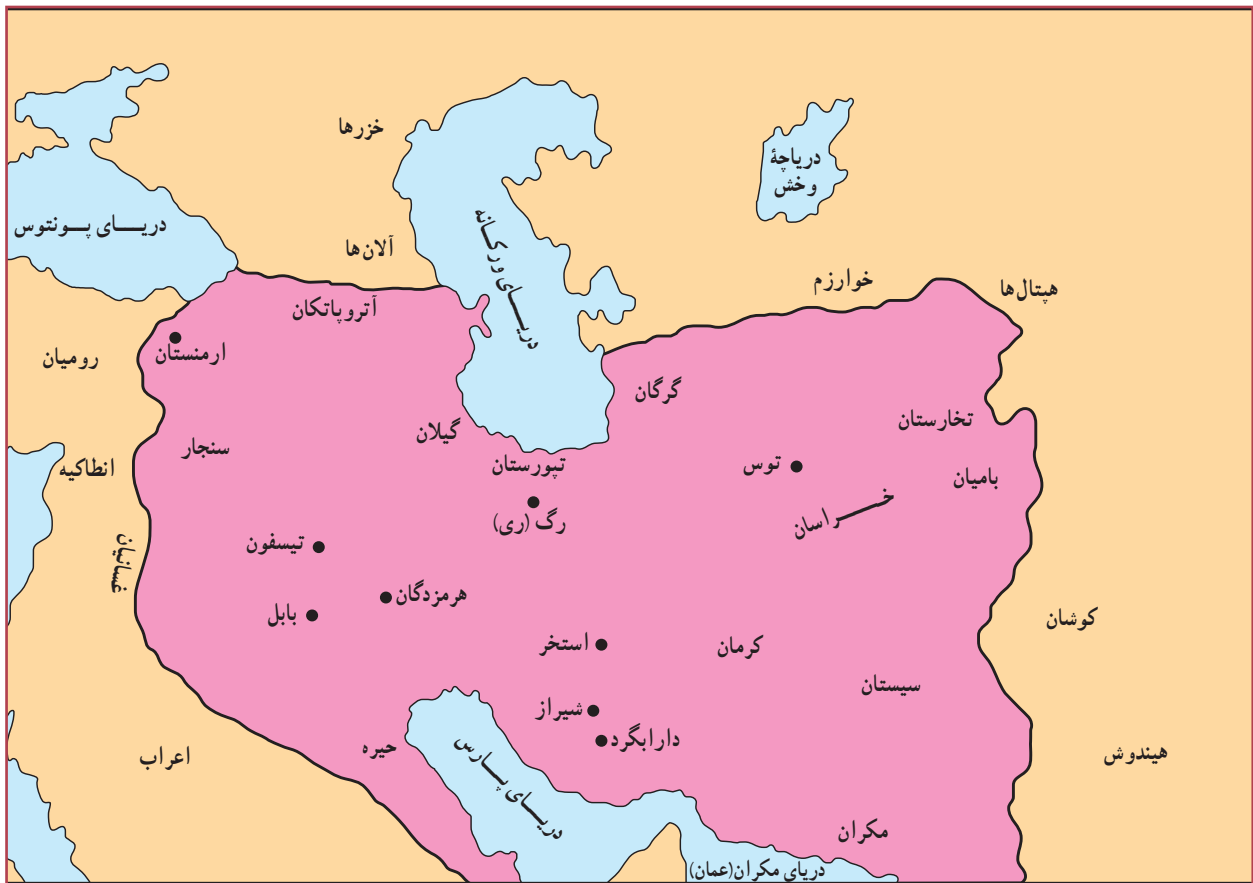 خزرها
دریاچهٔ
وخش
دریای پونتوس
دریای ورکانه
آلان‌ها
خوارزم
هپتال‌ها
آتروپاتکان
ارمنستان
رومیان
گرگان
تخارستان
گیلان
سنجار
انطاکیه
تپورستان
توس
بامیان
خراسان
رگ (ری)
تیسفون
غسانیان
هرمزدگان
بابل
کوشان
استخر
کرمان
سیستان
شیراز
دارابگرد
حیره
اعراب
هیندوش
دریای پارس
مکران
دریای مکران(عمان)